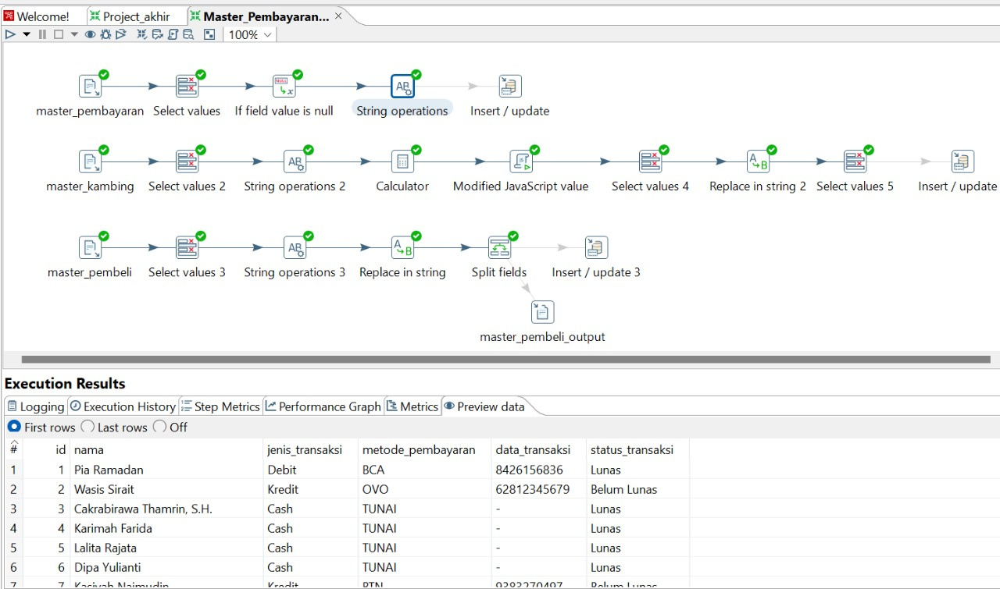 Welcome! Project_akhir Master_Pembayaran...
100%
master_pembayaran Select values If field value is null String operations Insert / update
master_kambing Select values 2 String operations 2 Calculator Modified JavaScript value Select values 4 Replace in string 2 Select values 5 Insert / update
master_pembeli Select values 3 String operations 3 Replace in string Split fields Insert / update 3
master_pembeli_output
Execution Results
Logging Execution History Step Metrics Performance Graph Metrics Preview data
First rows Last rows Off
# id nama jenis_transaksi metode_pembayaran data_transaksi status_transaksi
1 1 Pia Ramadan Debit BCA 8426156836 Lunas
2 2 Wasis Sirait Kredit OVO 62812345679 Belum Lunas
3 3 Cakrabirawa Thamrin, S.H. Cash TUNAI - Lunas
4 4 Karimah Farida Cash TUNAI - Lunas
5 5 Lalita Rajata Cash TUNAI - Lunas
6 6 Dipa Yulianti Cash TUNAI - Lunas
7 7 Kasiyah Najmudin Kredit BTN 9383270497 Belum Lunas